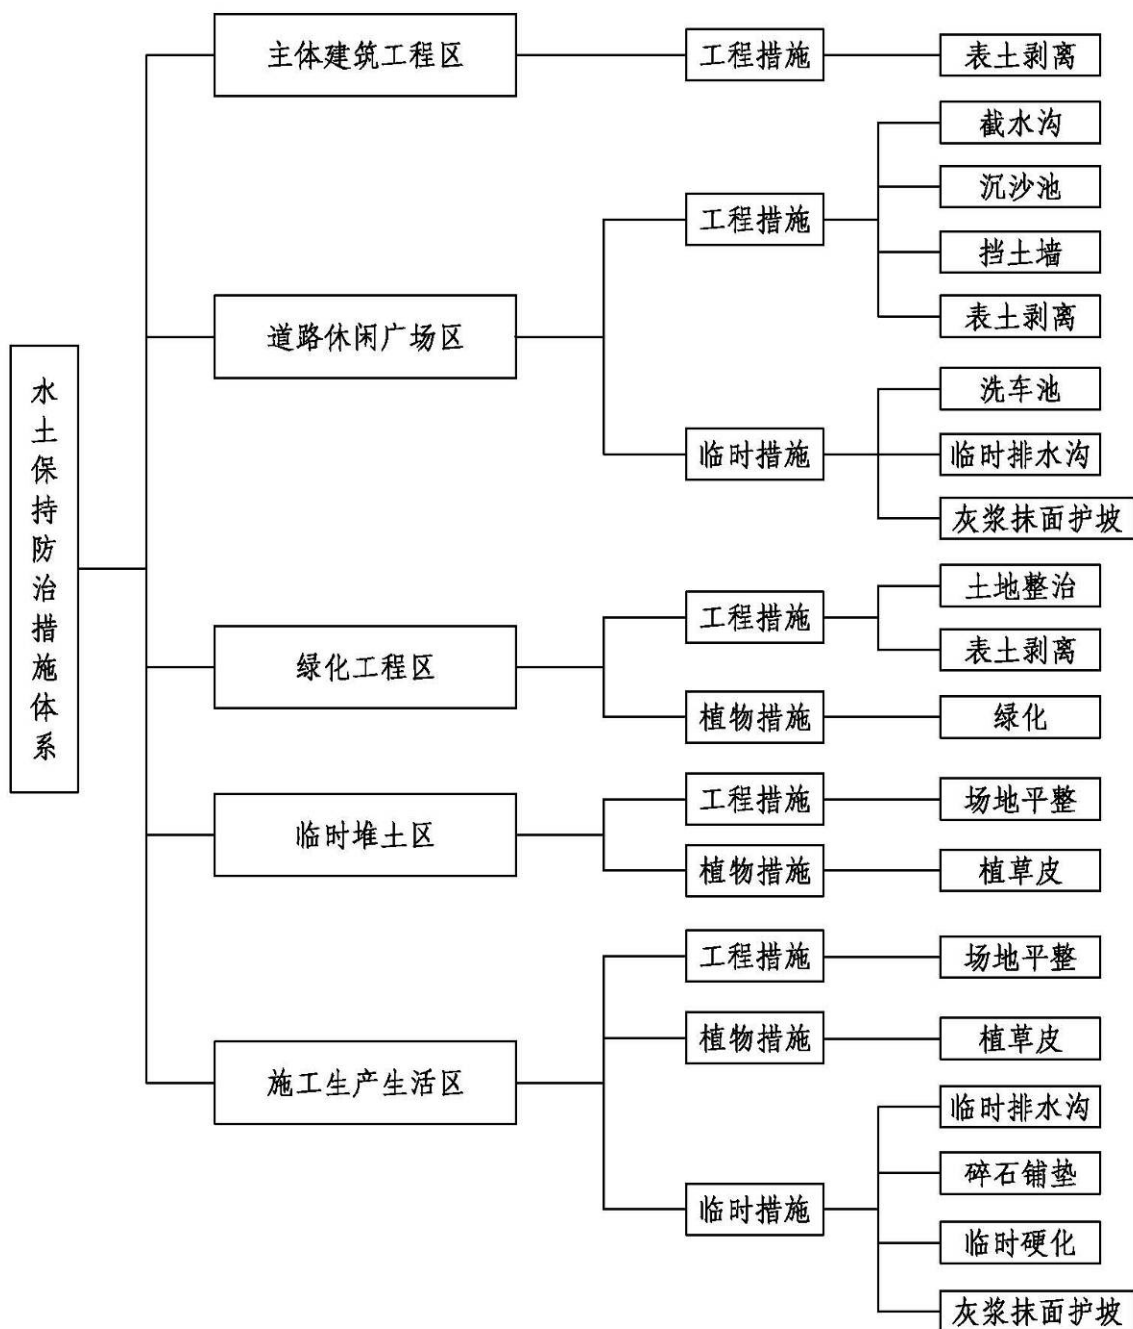 水土保持防治措施体系
主体建筑工程区
工程措施
表土剥离
道路休闲广场区
工程措施
截水沟
沉沙池
挡土墙
表土剥离
临时措施
洗车池
临时排水沟
灰浆抹面护坡
绿化工程区
工程措施
土地整治
表土剥离
植物措施
绿化
临时堆土区
工程措施
场地平整
植物措施
植草皮
施工生产生活区
工程措施
场地平整
植物措施
植草皮
临时措施
临时排水沟
碎石铺垫
临时硬化
灰浆抹面护坡